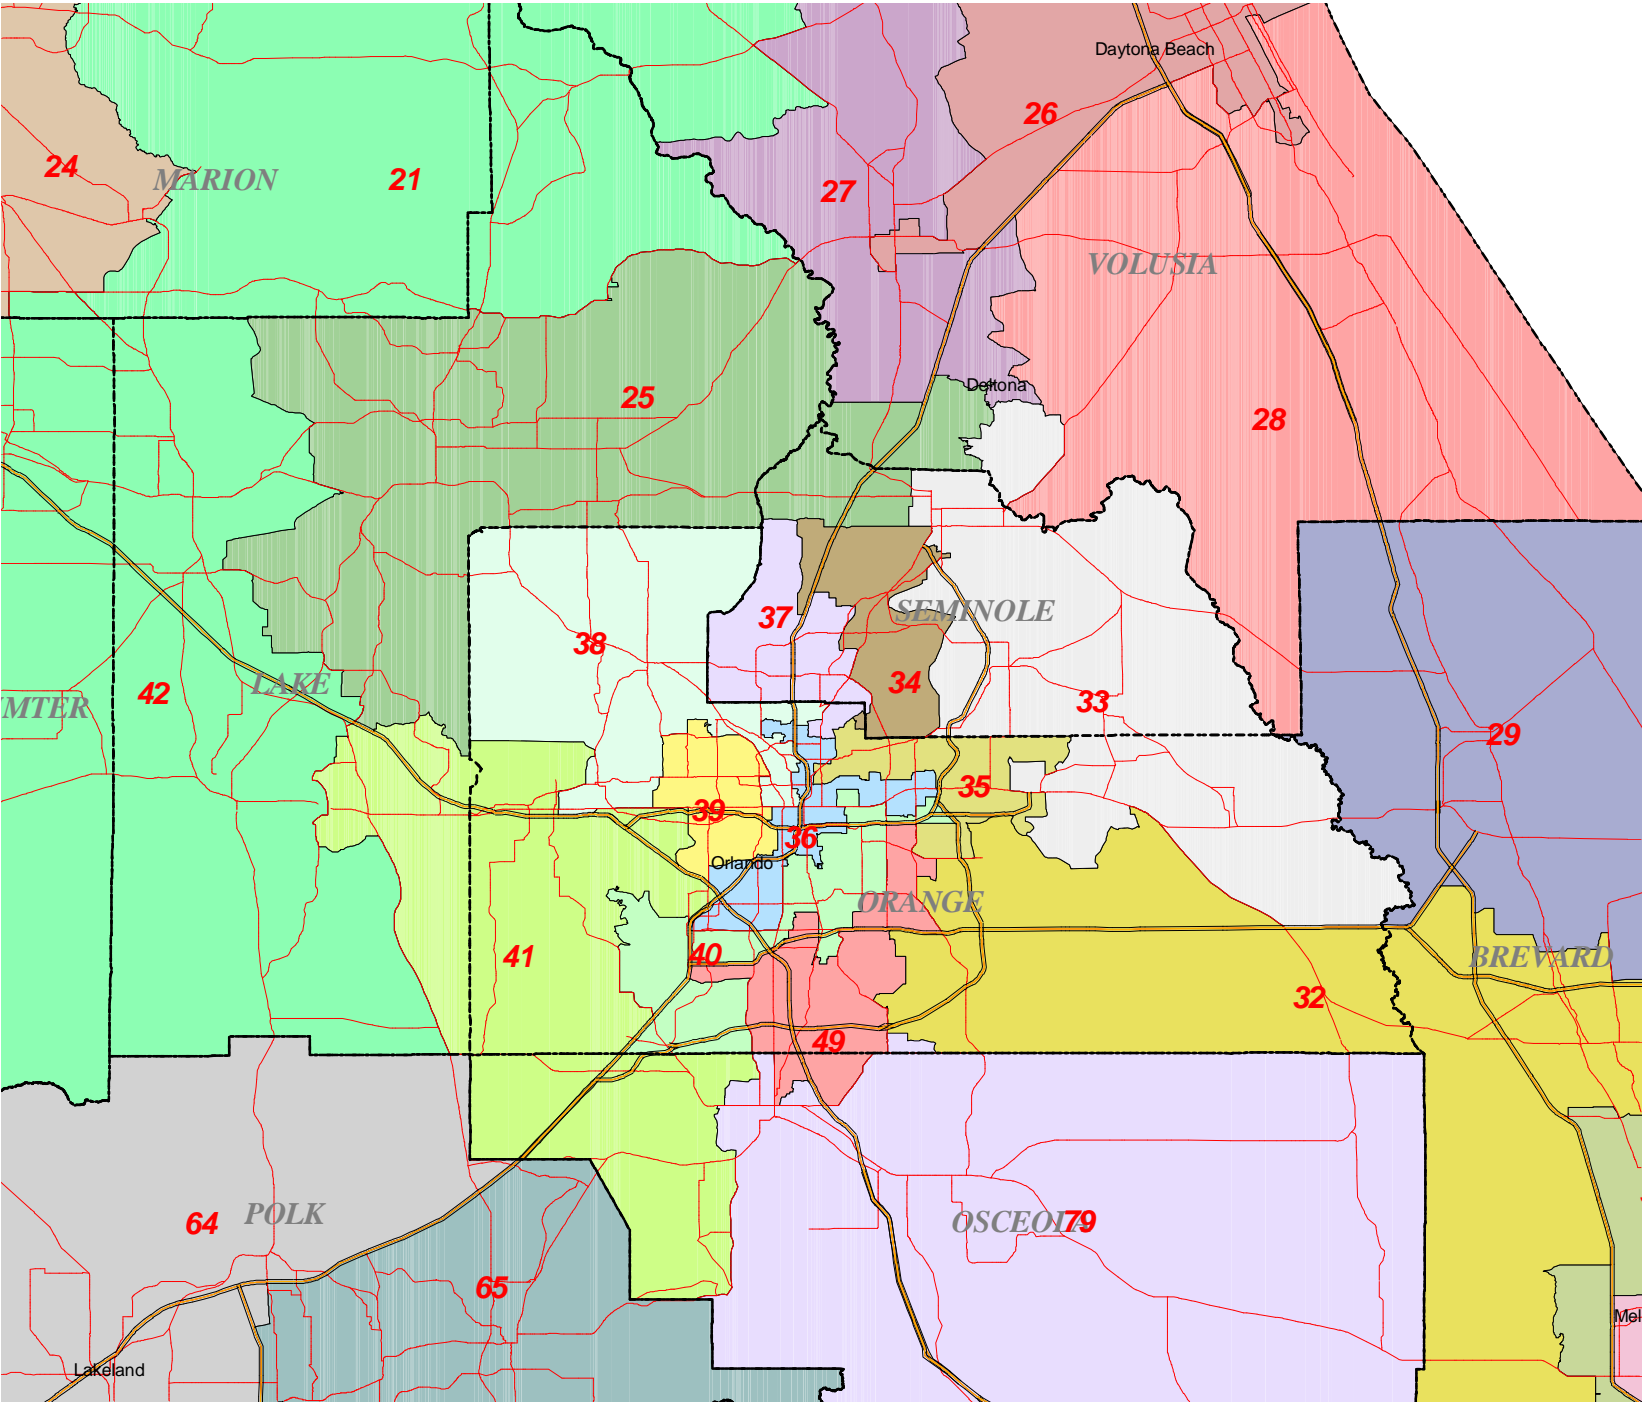 Daytona Beach
26
24
MARION
21
27
VOLUSIA
Deltona
25
28
SEMINOLE
37
38
34
LAKE
42
MTER
33
29
35
39
36
Orlando
ORANGE
41
40
BREVARD
32
49
64
POLK
OSCEOLA
79
65
Mel
Lakeland